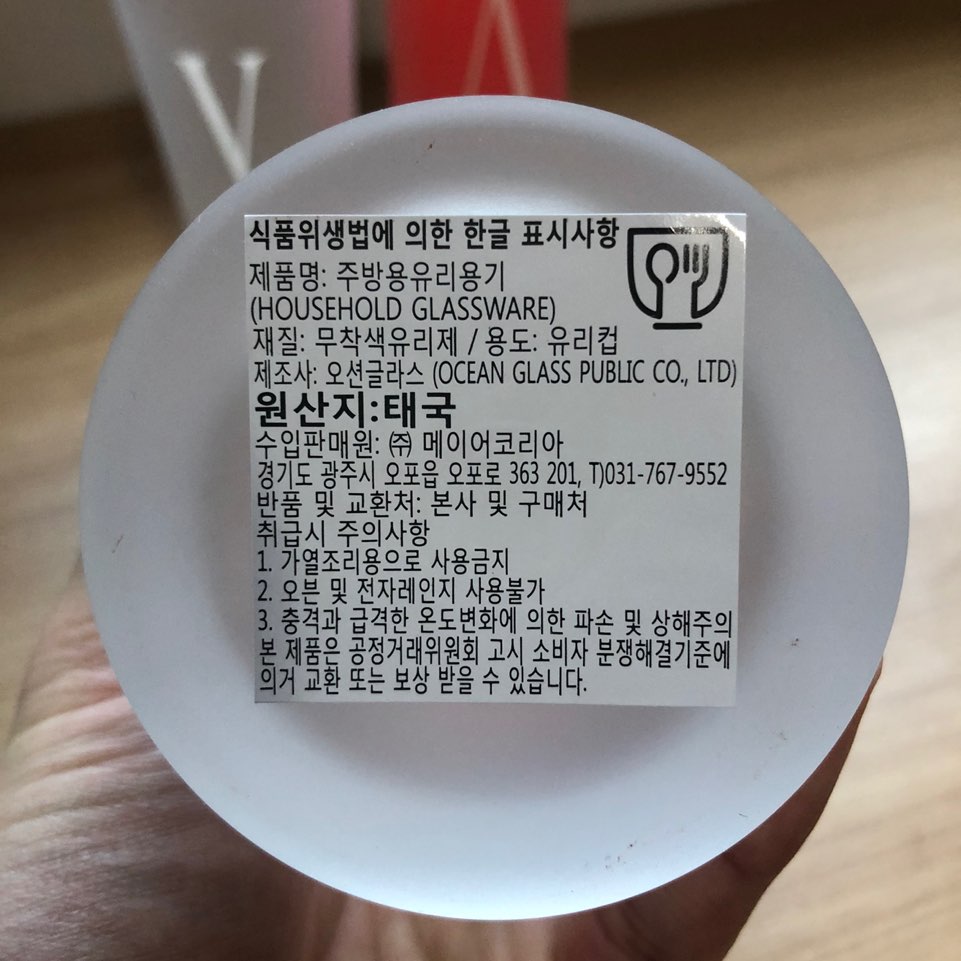 V
A
식품위생법에 의한 한글 표시사항
제품명: 주방용유리용기
(HOUSEHOLD GLASSWARE)
재질: 무착색유리제 / 용도: 유리컵
제조사: 오션글라스 (OCEAN GLASS PUBLIC CO., LTD)
원산지:태국
수입판매원: ㈜ 메이어코리아
경기도 광주시 오포읍 오포로 363 201, T)031-767-9552
반품 및 교환처: 본사 및 구매처
취급시 주의사항
1. 가열조리용으로 사용금지
2. 오븐 및 전자레인지 사용불가
3. 충격과 급격한 온도변화에 의한 파손 및 상해주의
본 제품은 공정거래위원회 고시 소비자 분쟁해결기준에
의거 교환 또는 보상 받을 수 있습니다.